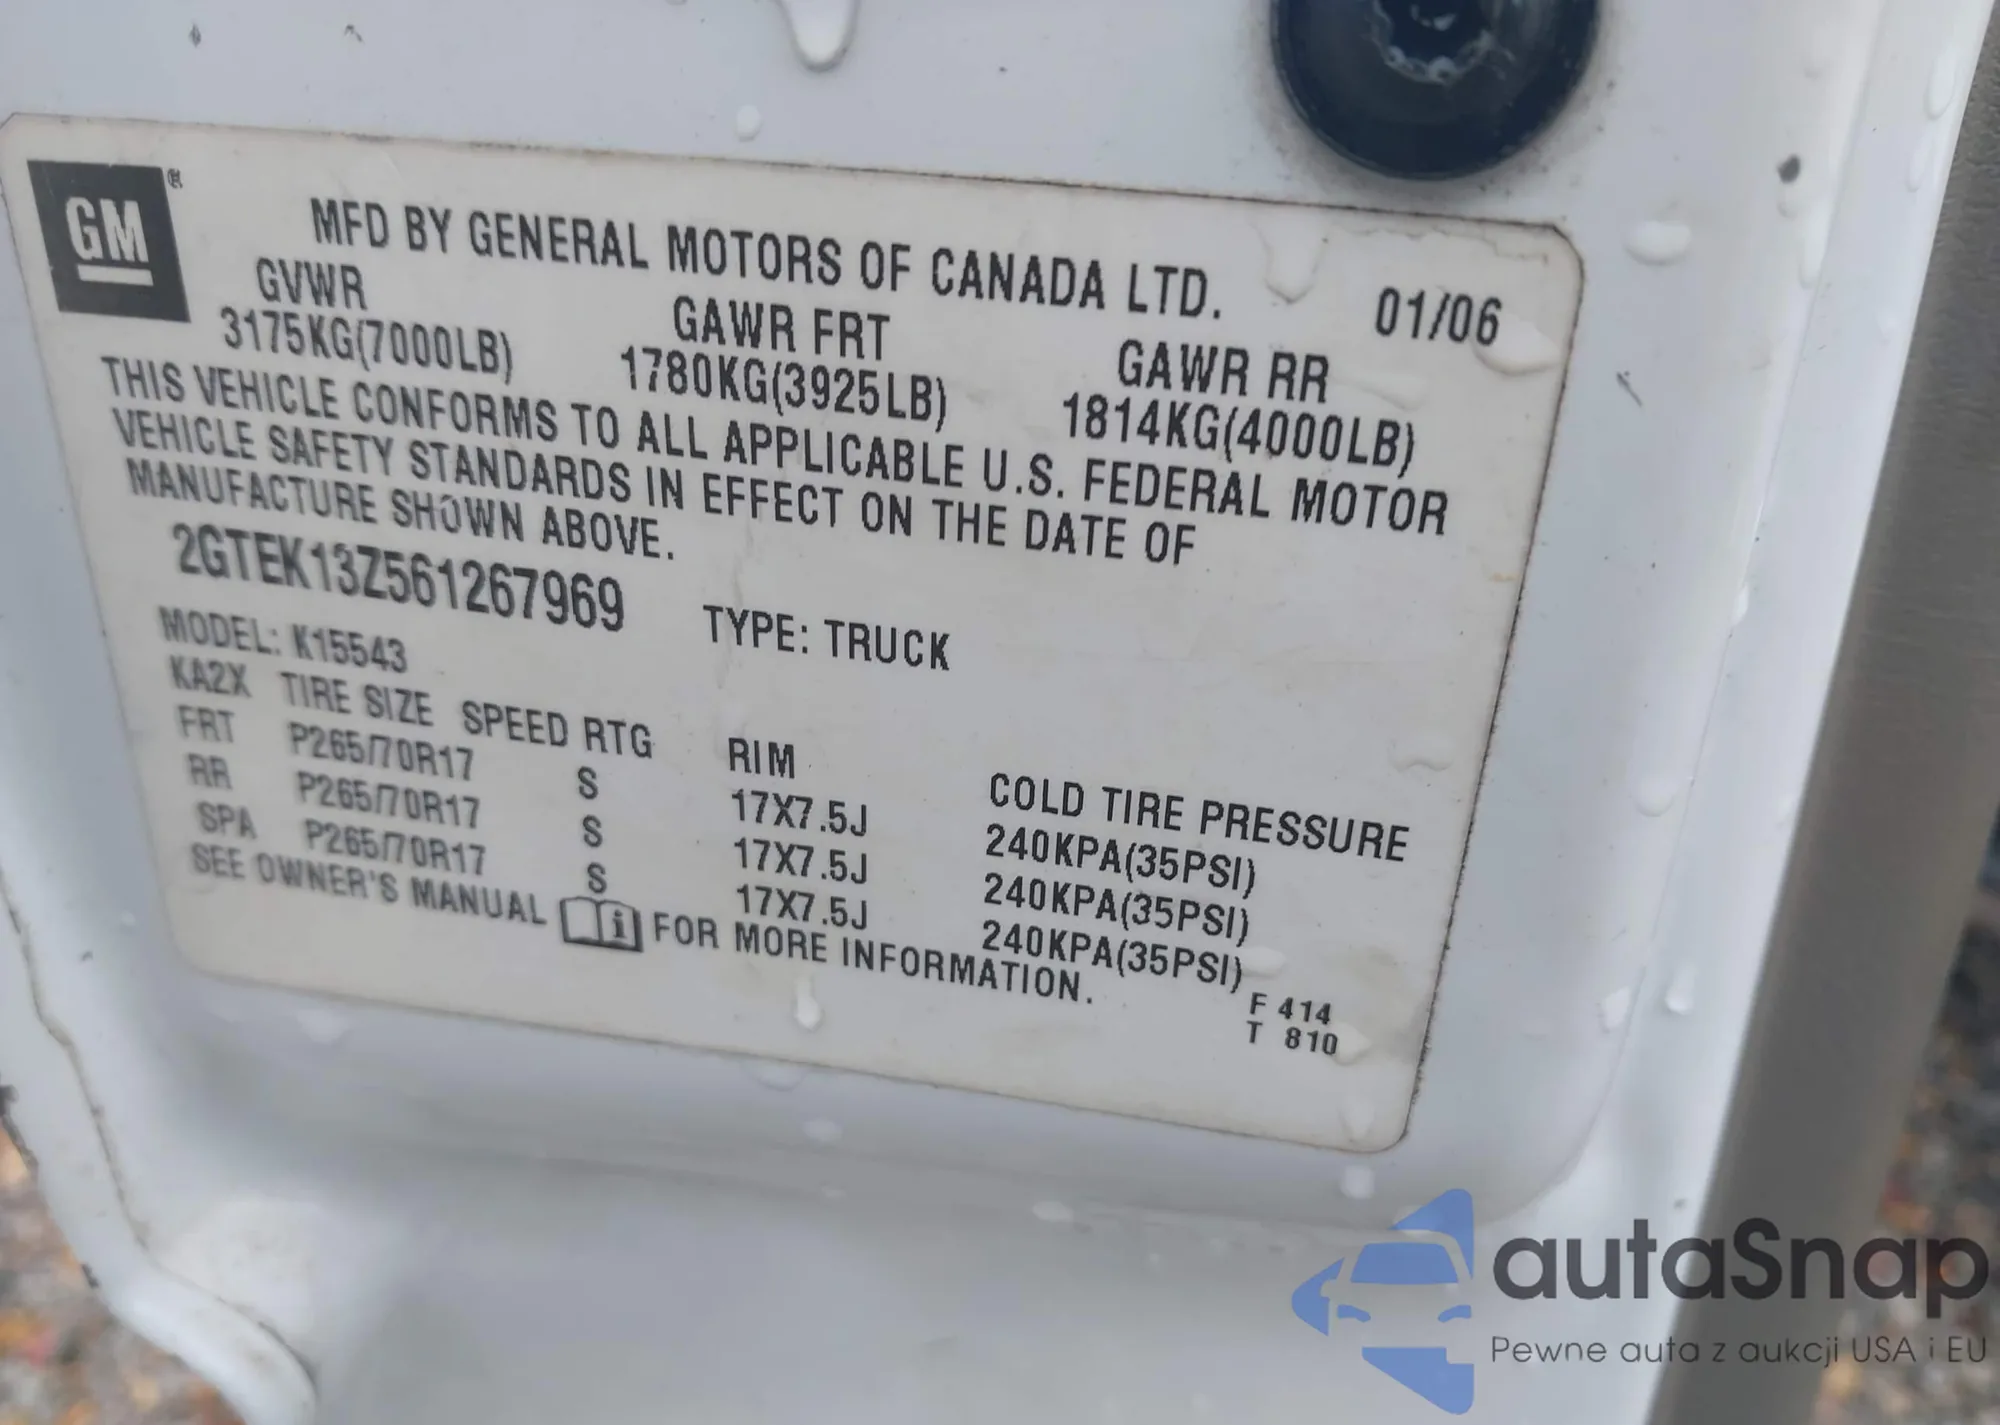 GM®
MFD BY GENERAL MOTORS OF CANADA LTD.
01/06
GVWR GAWR FRT GAWR RR
3175KG(7000LB) 1780KG(3925LB) 1814KG(4000LB)
THIS VEHICLE CONFORMS TO ALL APPLICABLE U.S. FEDERAL MOTOR
VEHICLE SAFETY STANDARDS IN EFFECT ON THE DATE OF
MANUFACTURE SHOWN ABOVE.
2GTEK13Z561267969 TYPE: TRUCK
MODEL: K15543
KA2X TIRE SIZE SPEED RTG RIM COLD TIRE PRESSURE
FRT P265/70R17 S 17X7.5J 240KPA(35PSI)
RR P265/70R17 S 17X7.5J 240KPA(35PSI)
SPA P265/70R17 S 17X7.5J 240KPA(35PSI)
SEE OWNER'S MANUAL i FOR MORE INFORMATION.
F 414
T 810
autaSnap
Pewne auta z aukcji USA i EU